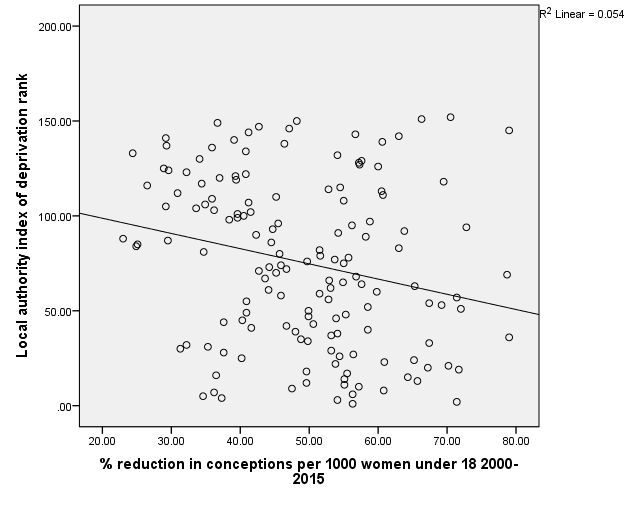 R2 Linear = 0.054
200.00
150.00
100.00
50.00
.00
Local authority index of deprivation rank
20.00 30.00 40.00 50.00 60.00 70.00 80.00
% reduction in conceptions per 1000 women under 18 2000-
2015